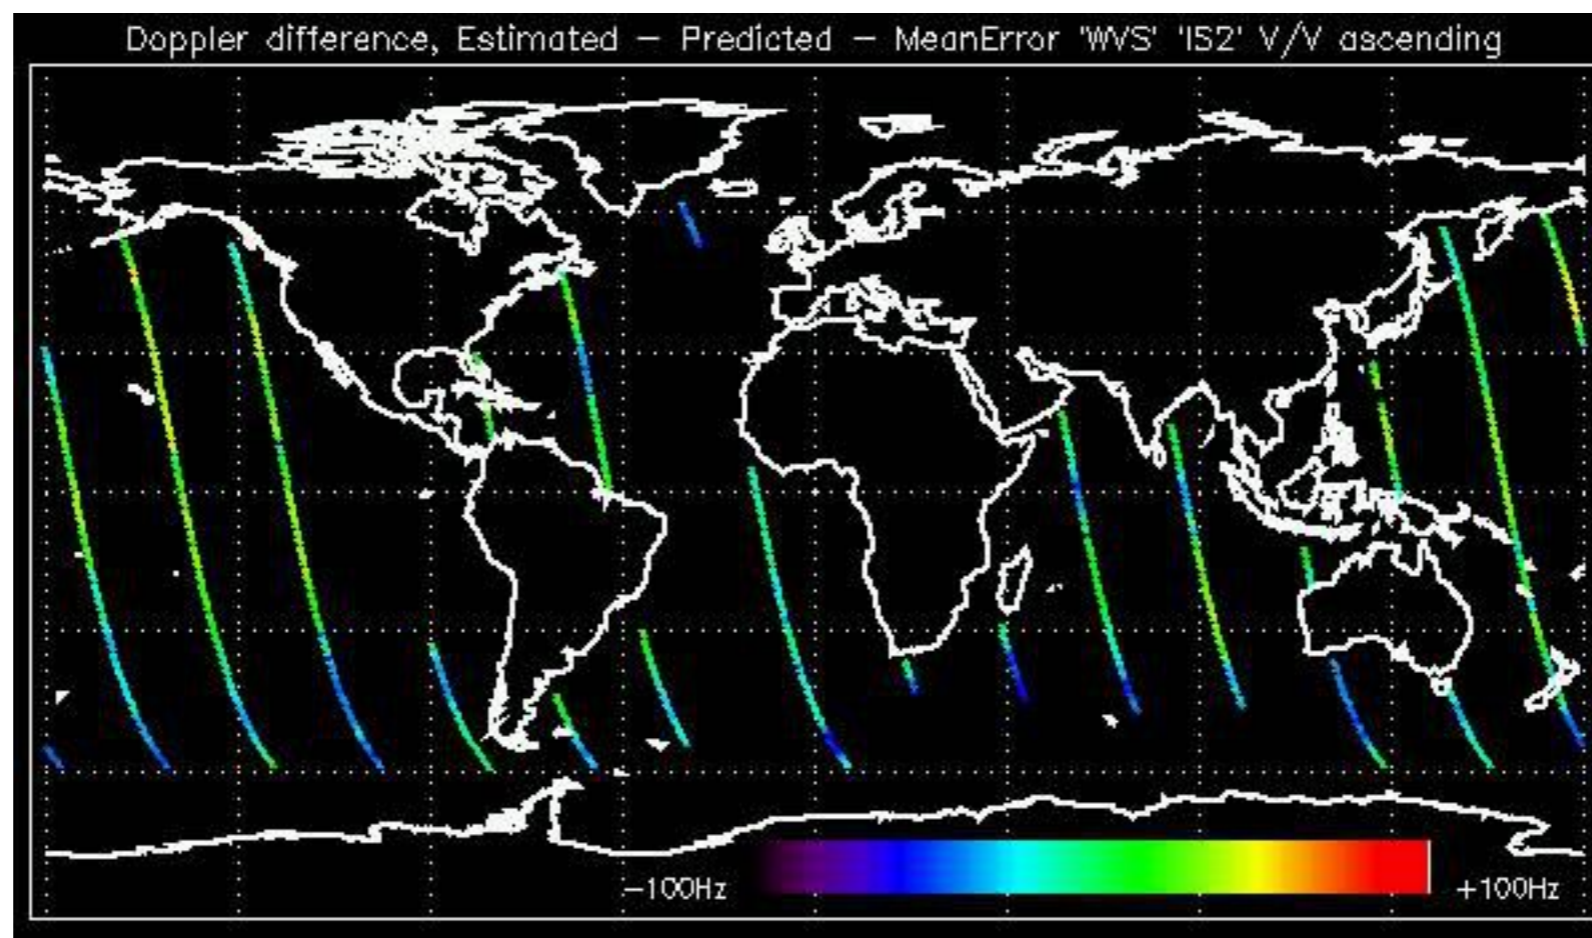 Doppler difference, Estimated – Predicted – MeanError 'WVS' 'IS2' V/V ascending
-100Hz +100Hz